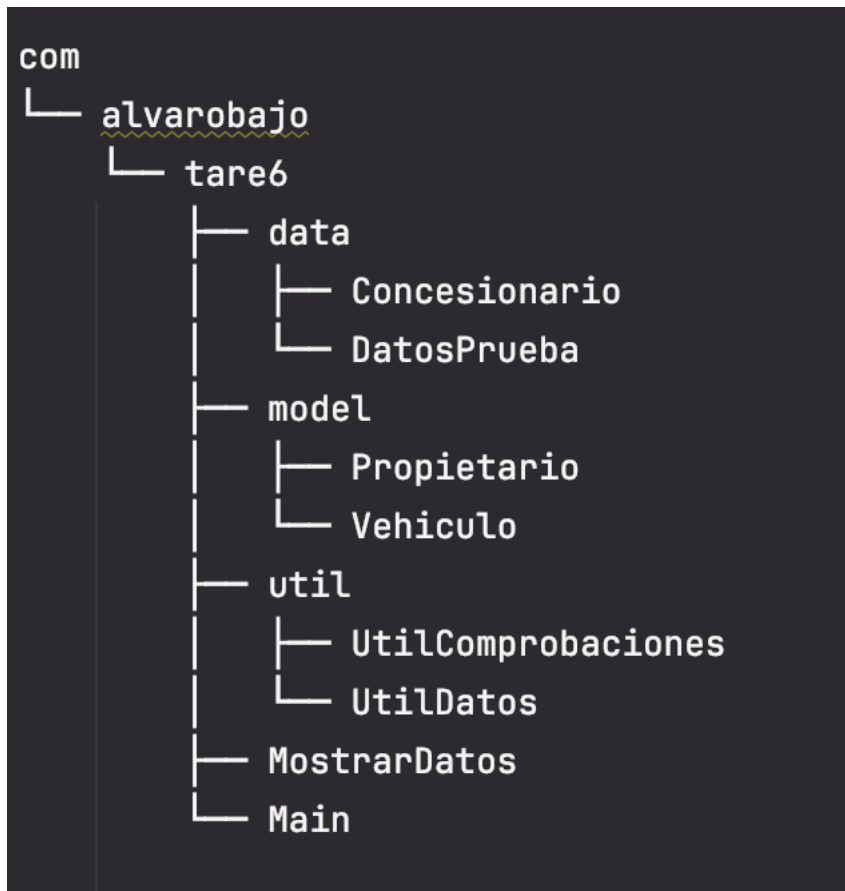 com
└── alvarobajo
    └── tare6
        ├── data
        │   ├── Concesionario
        │   └── DatosPrueba
        ├── model
        │   ├── Propietario
        │   └── Vehiculo
        ├── util
        │   ├── UtilComprobaciones
        │   └── UtilDatos
        ├── MostrarDatos
        └── Main